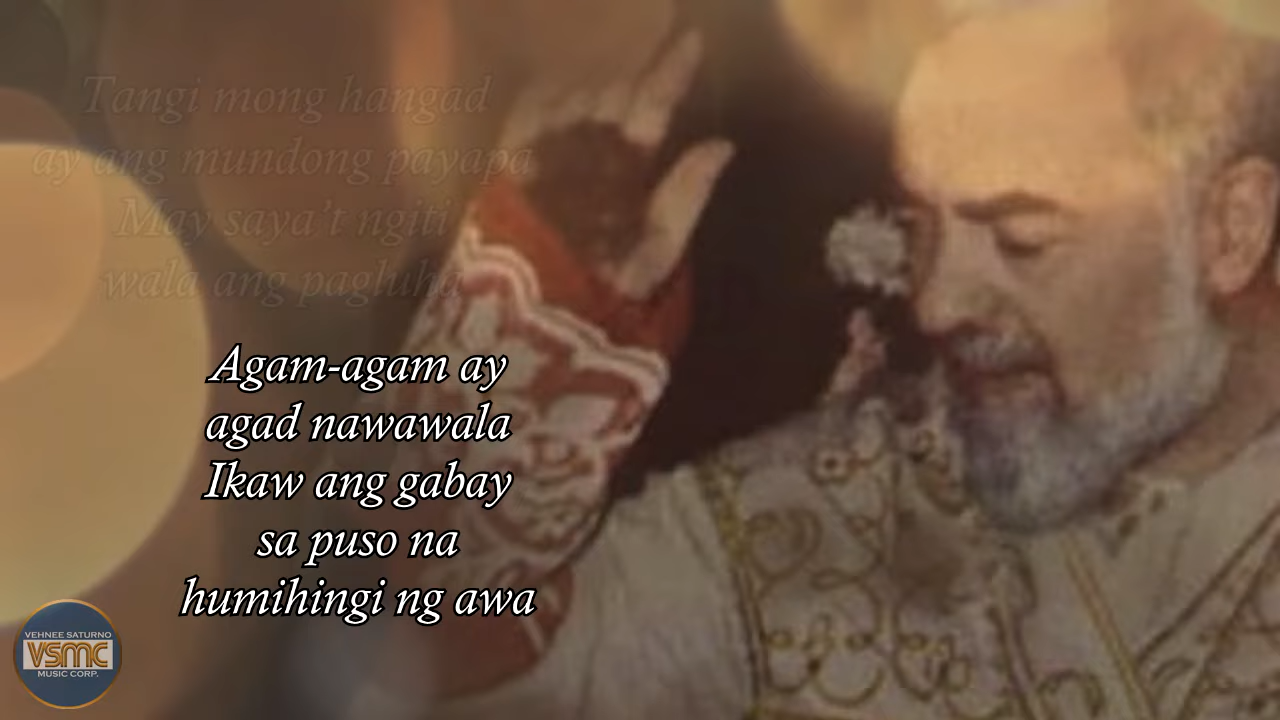 Tangi mong hangad
ay ang mundong payapa
May saya't ngiti
wala ang pagluha
Agam-agam ay
agad nawawala
Ikaw ang gabay
sa puso na
humihingi ng awa
VEHNEE SATURNO
VSMC
MUSIC CORP.